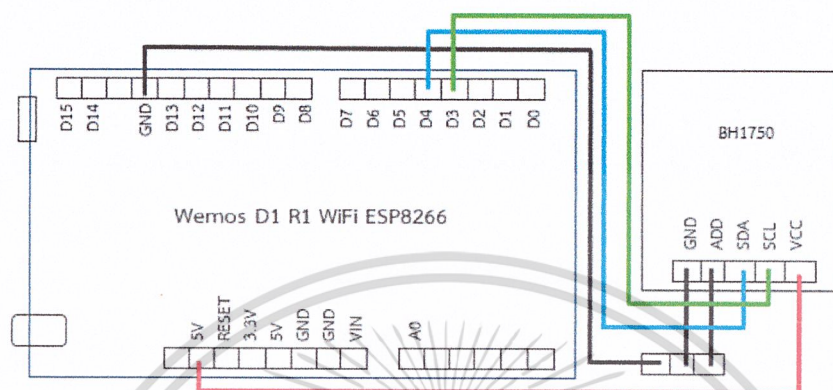 D15
D14
GND
D13
D12
D11
D10
D9
D8
D7
D6
D5
D4
D3
D2
D1
D0
BH1750
Wemos D1 R1 WiFi ESP8266
GND
ADD
SDA
SCL
VCC
5V
RESET
3.3V
5V
GND
GND
VIN
A0